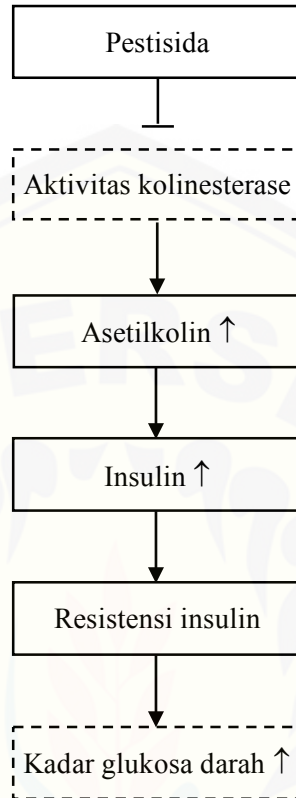 Pestisida
Aktivitas kolinesterase
Asetilkolin ↑
Insulin ↑
Resistensi insulin
Kadar glukosa darah ↑